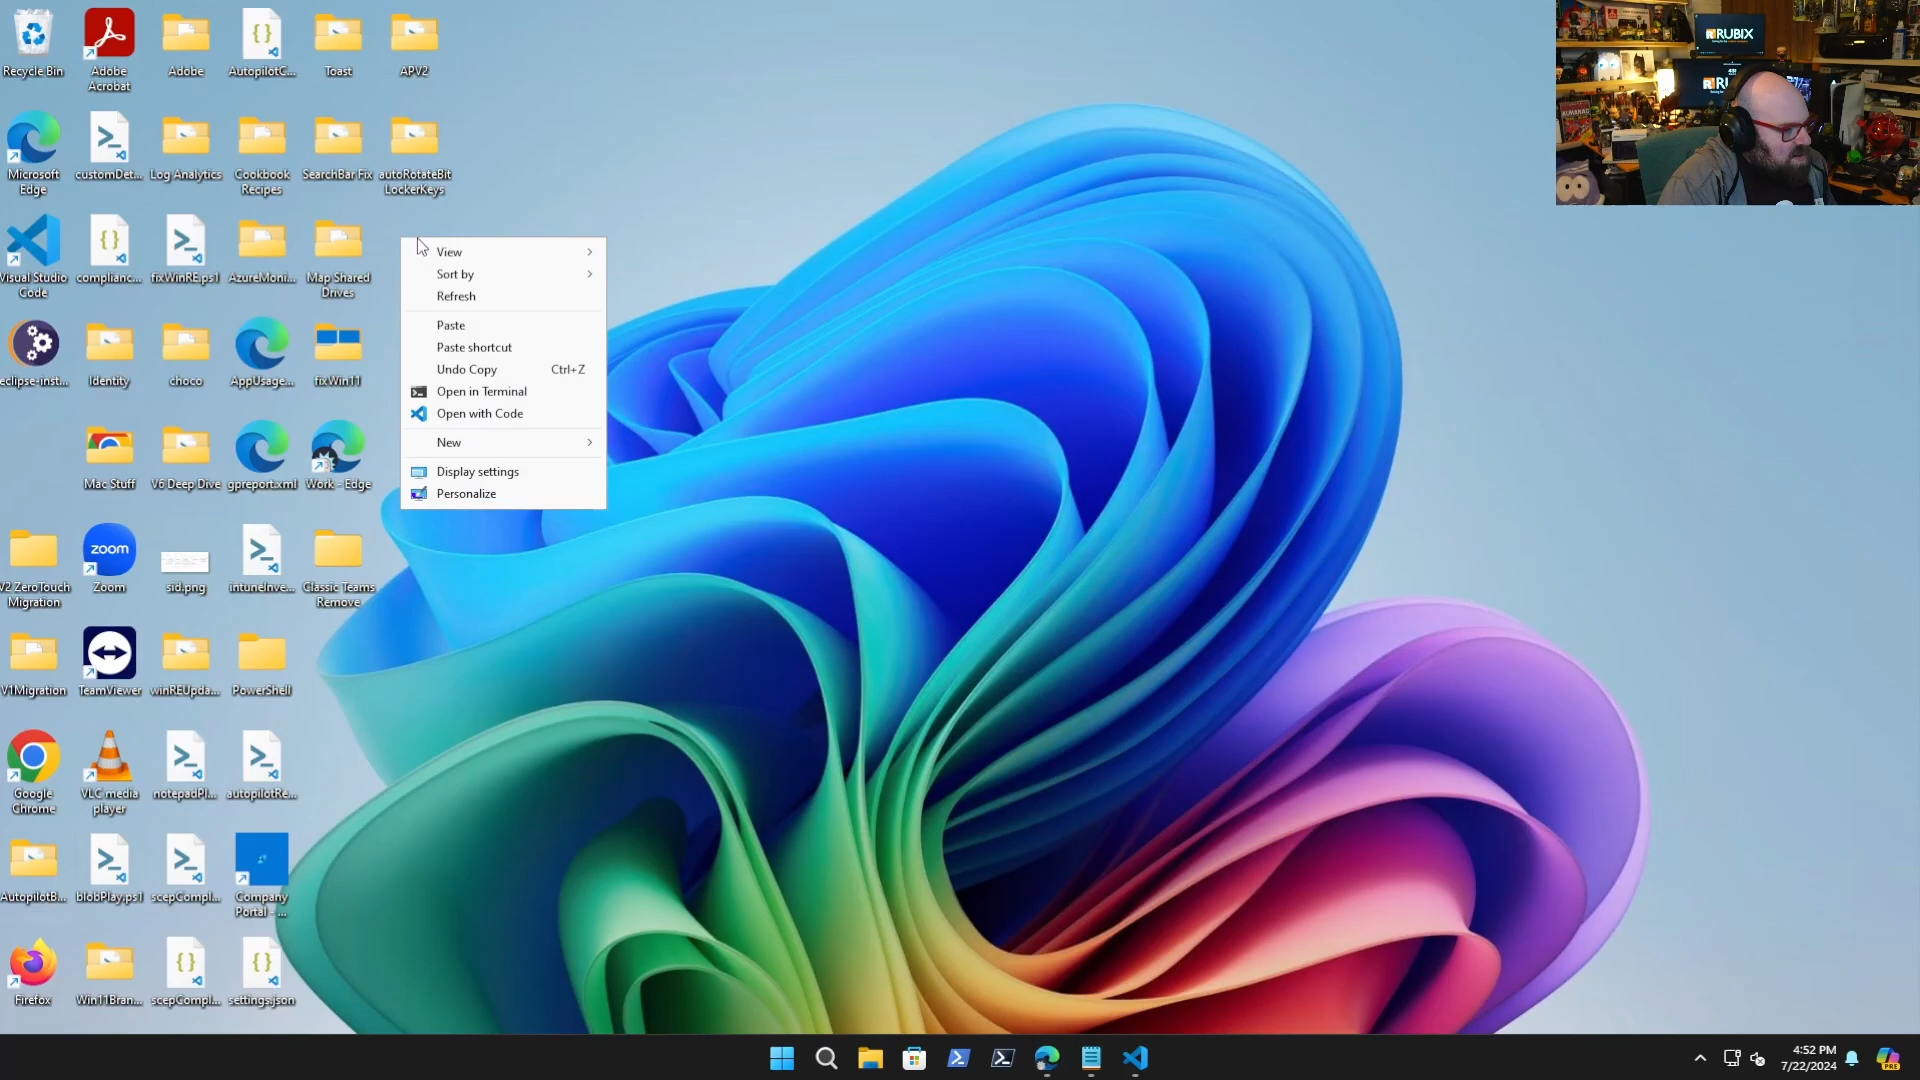 Recycle Bin
Adobe
Acrobat
Adobe
AutopilotC...
Toast
APV2
Microsoft
Edge
customDet...
Log Analytics
Cookbook
Recipes
SearchBar Fix
autoRotateBit
LockerKeys
Visual Studio
Code
complianc...
fixWinRE.ps1
AzureMoni...
Map Shared
Drives
eclipse-inst...
Identity
choco
AppUsage...
fixWin11
Mac Stuff
V6 Deep Dive
gpreport.xml
Work - Edge
V2 ZeroTouch
Migration
zoom
Zoom
sid.png
intuneInve...
Classic Teams
Remove
V1Migration
TeamViewer
winREUpda...
PowerShell
Google
Chrome
VLC media
player
notepadPl...
autopilotRe...
AutopilotB...
blobPlay.ps1
scepCompl...
Company
Portal - ...
Firefox
Win11Bran...
scepCompl...
settings.json
View
Sort by
Refresh
Paste
Paste shortcut
Undo Copy Ctrl+Z
Open in Terminal
Open with Code
New
Display settings
Personalize
RUBIX
4:52 PM
7/22/2024
PRE